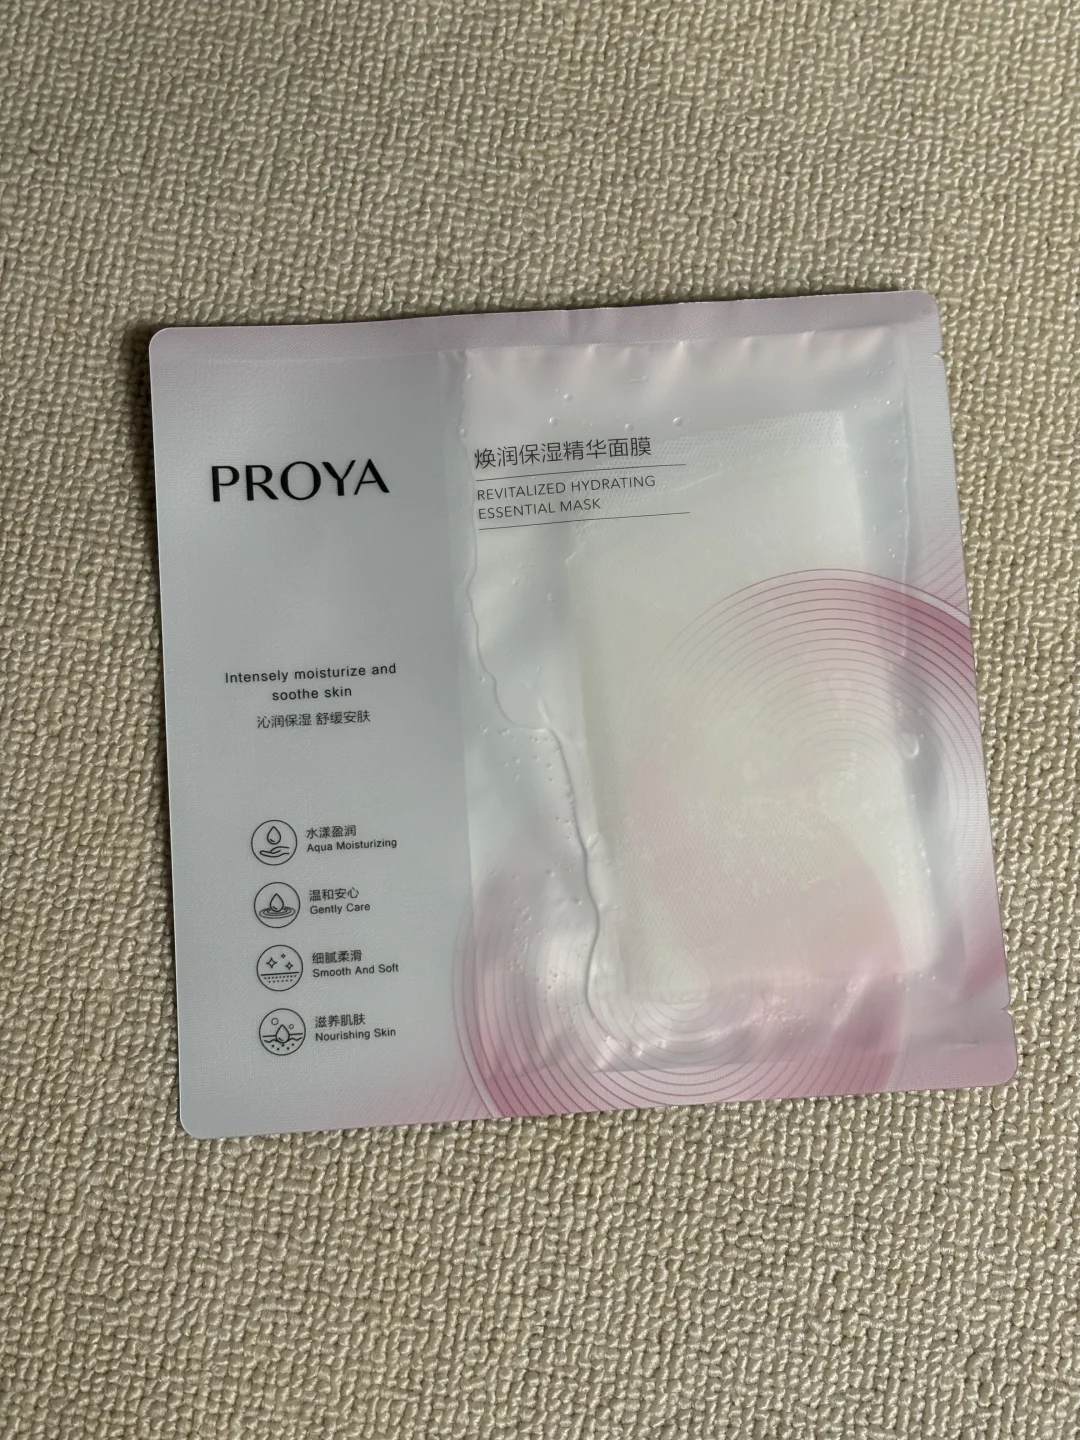 PROYA
焕润保湿精华面膜
REVITALIZED HYDRATING
ESSENTIAL MASK
Intensely moisturize and
soothe skin
沁润保湿 舒缓安肤
水漾盈润
Aqua Moisturizing
温和安心
Gently Care
细腻柔滑
Smooth And Soft
滋养肌肤
Nourishing Skin